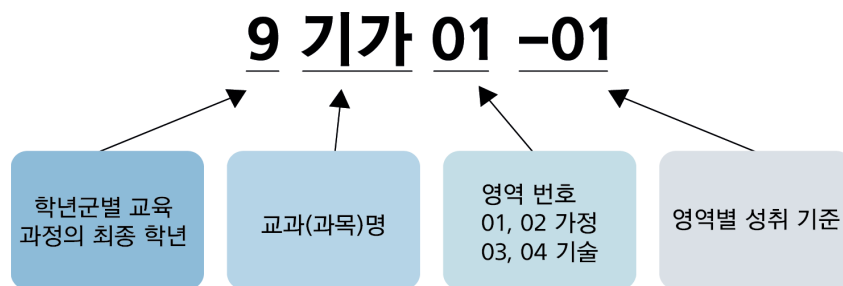 9 기가 01 -01
학년군별 교육
과정의 최종 학년
교과(과목)명
영역 번호
01, 02 가정
03, 04 기술
영역별 성취 기준